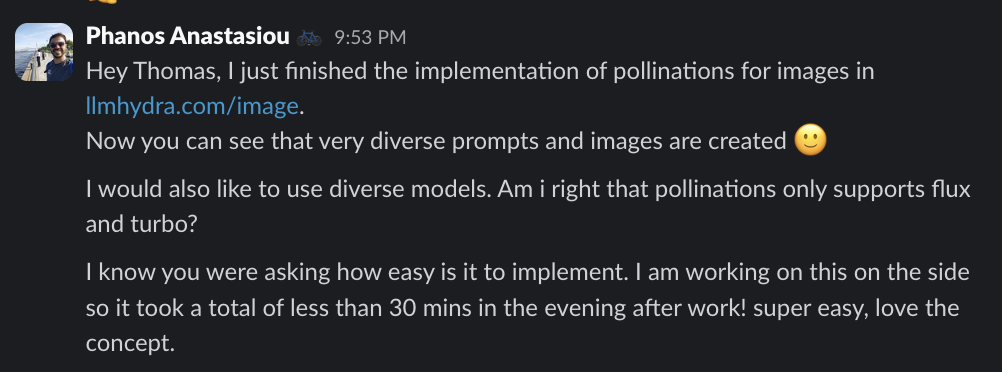 Phanos Anastasiou 9:53 PM
Hey Thomas, I just finished the implementation of pollinations for images in
llmhydra.com/image.
Now you can see that very diverse prompts and images are created 🙂
I would also like to use diverse models. Am i right that pollinations only supports flux
and turbo?
I know you were asking how easy is it to implement. I am working on this on the side
so it took a total of less than 30 mins in the evening after work! super easy, love the
concept.